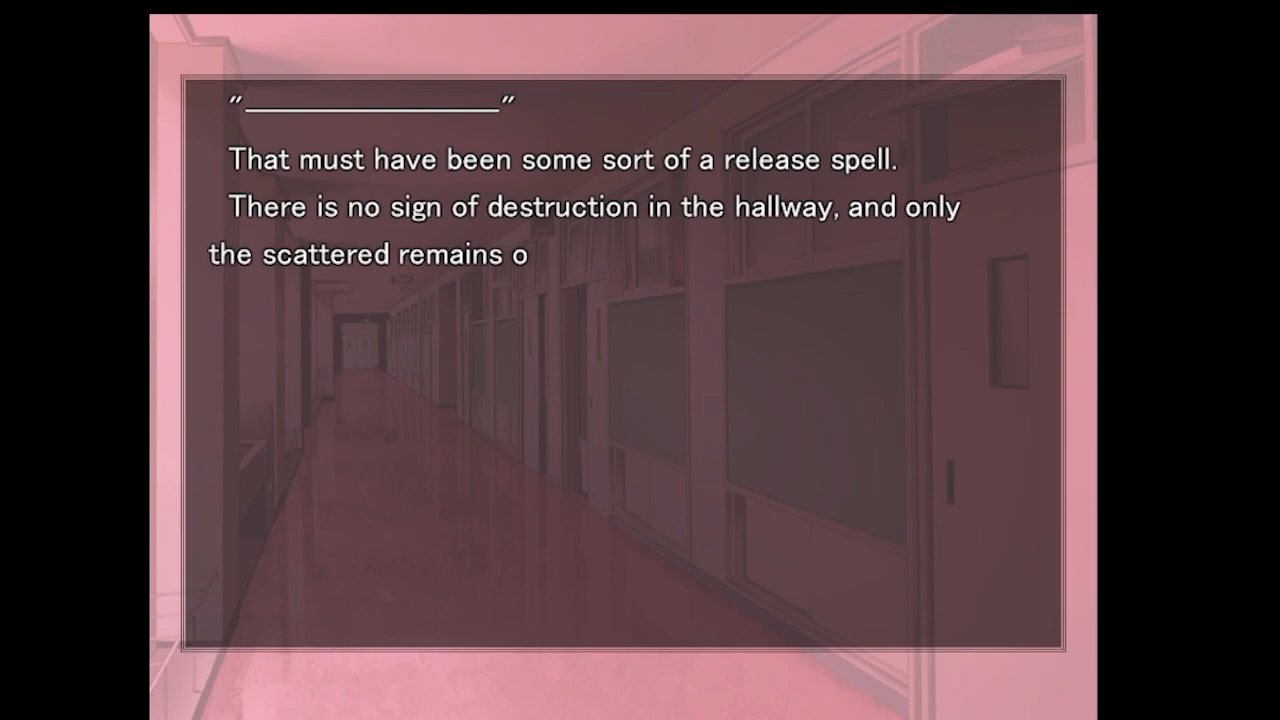 "―――――――――――"
That must have been some sort of a release spell.
There is no sign of destruction in the hallway, and only
the scattered remains o